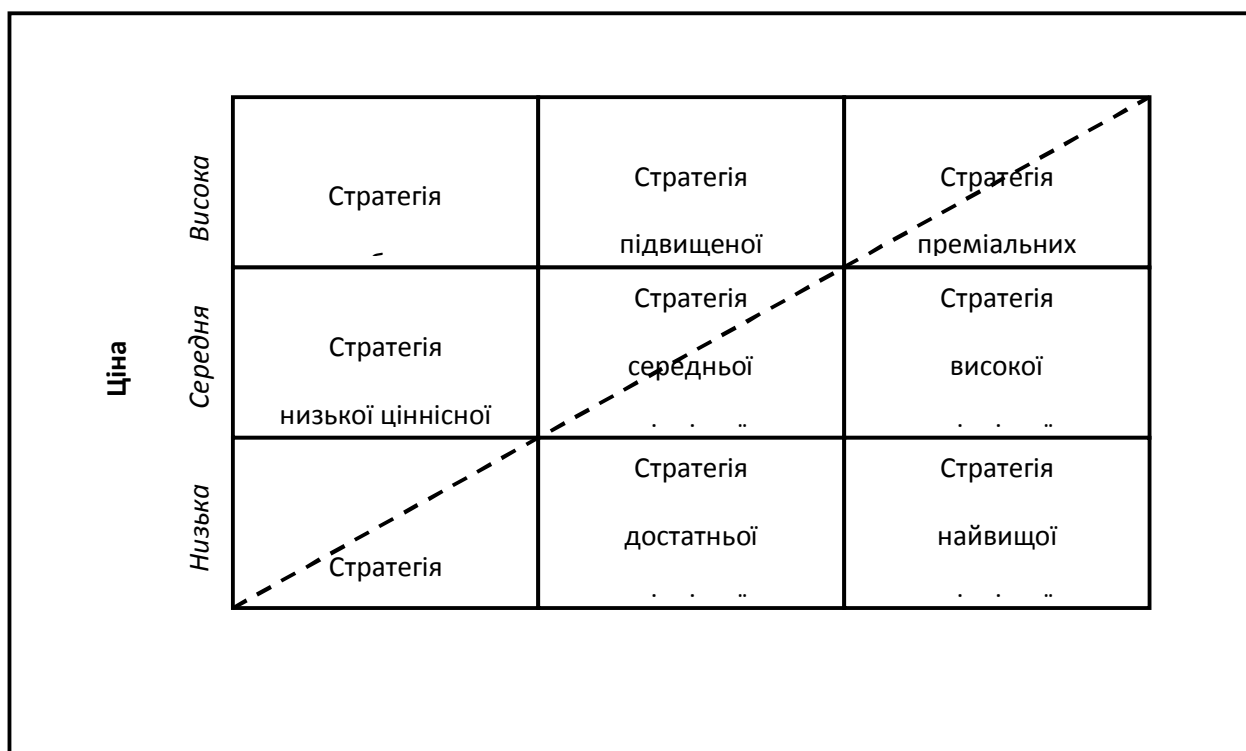 Ціна
Висока
Стратегія
Стратегія
підвищеної
Стратегія
преміальних
Середня
Стратегія
низької ціннісної
Стратегія
середньої
Стратегія
високої
Низька
Стратегія
Стратегія
достатньої
Стратегія
найвищої